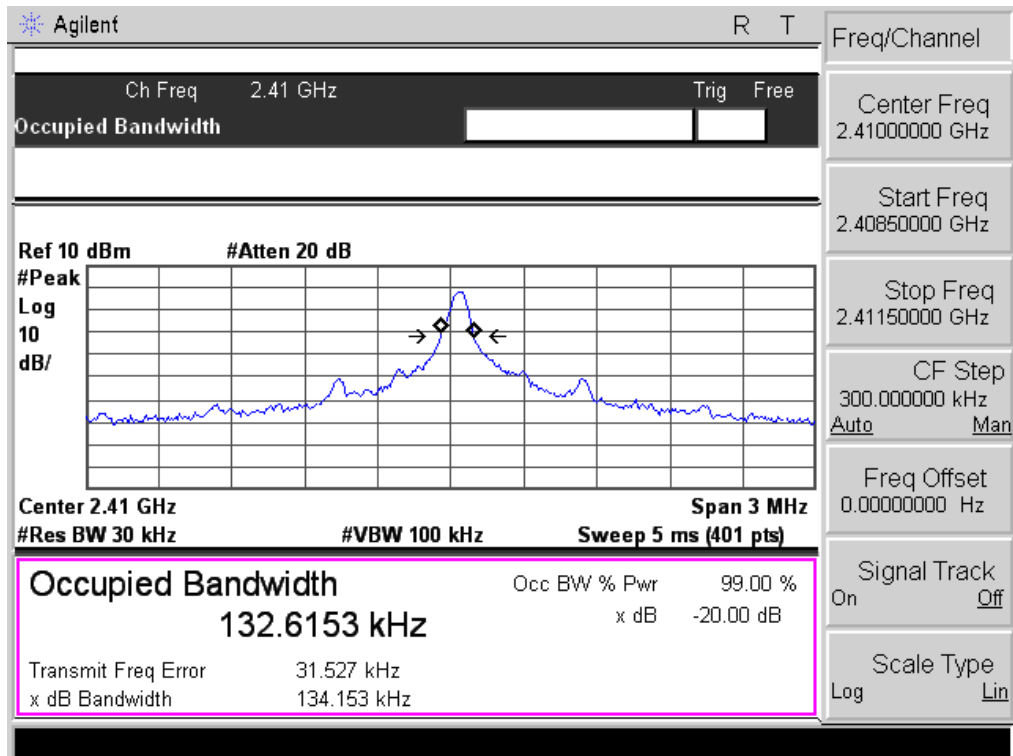 Agilent R T
Ch Freq 2.41 GHz Trig Free
Occupied Bandwidth
Ref 10 dBm #Atten 20 dB
#Peak
Log
10
dB/
Center 2.41 GHz Span 3 MHz
#Res BW 30 kHz #VBW 100 kHz Sweep 5 ms (401 pts)
Occupied Bandwidth
132.6153 kHz
Occ BW % Pwr 99.00 %
x dB -20.00 dB
Transmit Freq Error 31.527 kHz
x dB Bandwidth 134.153 kHz
Freq/Channel
Center Freq
2.41000000 GHz
Start Freq
2.40850000 GHz
Stop Freq
2.41150000 GHz
CF Step
300.000000 kHz
Auto Man
Freq Offset
0.00000000 Hz
Signal Track
On Off
Scale Type
Log Lin